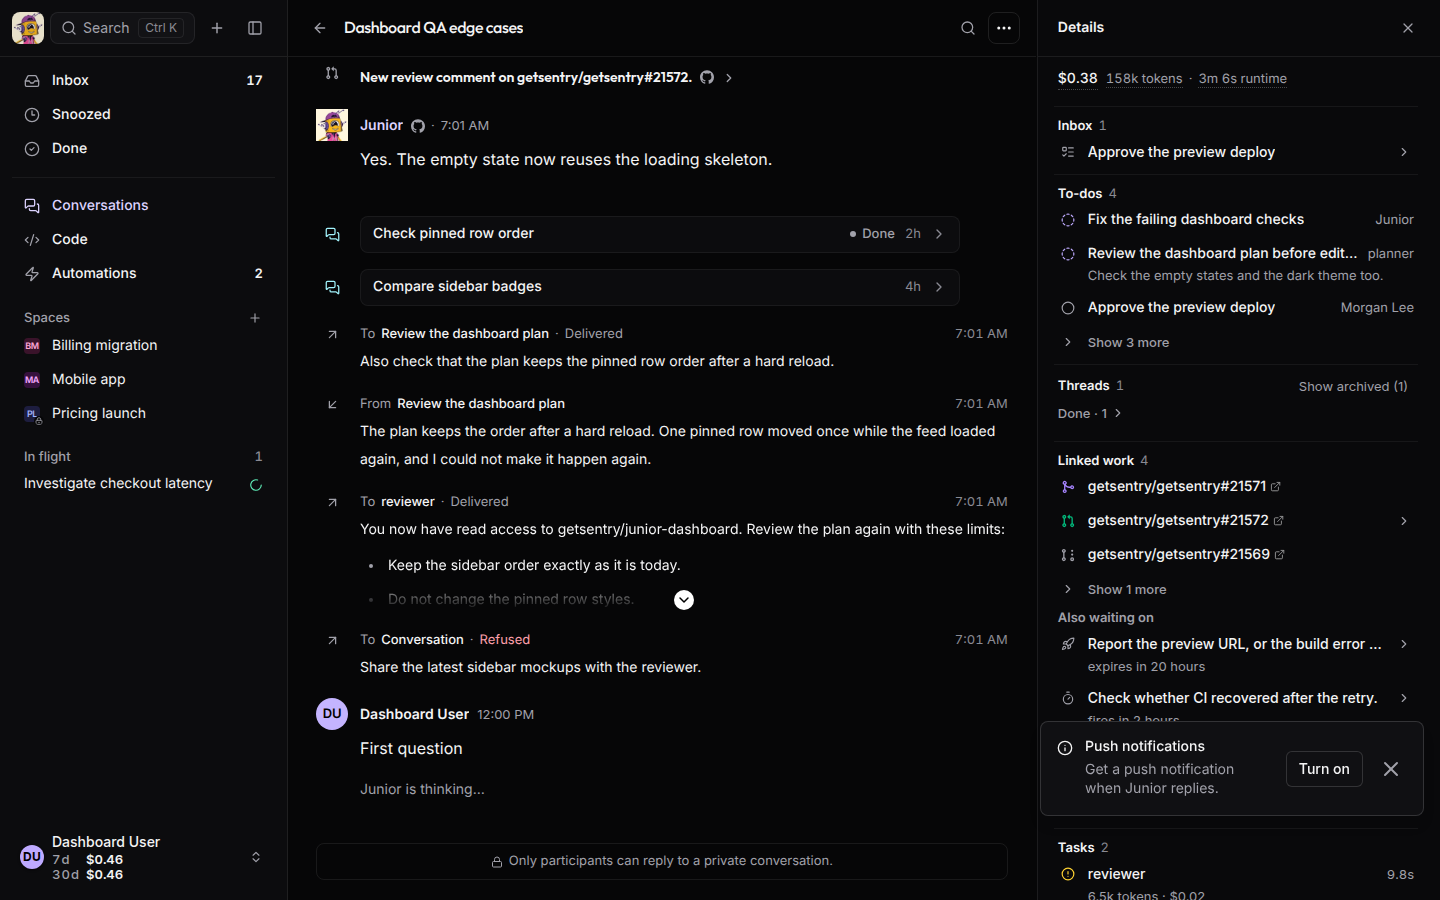 Search Ctrl K
Inbox 17
Snoozed
Done
Conversations
Code
Automations 2
Spaces
BM Billing migration
MA Mobile app
PL Pricing launch
In flight 1
Investigate checkout latency
DU Dashboard User
7d $0.46
30d $0.46
Dashboard QA edge cases
New review comment on getsentry/getsentry#21572.
Junior · 7:01 AM
Yes. The empty state now reuses the loading skeleton.
Check pinned row order Done 2h
Compare sidebar badges 4h
To Review the dashboard plan · Delivered 7:01 AM
Also check that the plan keeps the pinned row order after a hard reload.
From Review the dashboard plan 7:01 AM
The plan keeps the order after a hard reload. One pinned row moved once while the feed loaded
again, and I could not make it happen again.
To reviewer · Delivered 7:01 AM
You now have read access to getsentry/junior-dashboard. Review the plan again with these limits:
• Keep the sidebar order exactly as it is today.
• Do not change the pinned row styles.
To Conversation · Refused 7:01 AM
Share the latest sidebar mockups with the reviewer.
DU Dashboard User 12:00 PM
First question
Junior is thinking...
Only participants can reply to a private conversation.
Details
$0.38 158k tokens · 3m 6s runtime
Inbox 1
Approve the preview deploy
To-dos 4
Fix the failing dashboard checks Junior
Review the dashboard plan before edit... planner
Check the empty states and the dark theme too.
Approve the preview deploy Morgan Lee
Show 3 more
Threads 1 Show archived (1)
Done · 1
Linked work 4
getsentry/getsentry#21571
getsentry/getsentry#21572
getsentry/getsentry#21569
Show 1 more
Also waiting on
Report the preview URL, or the build error ...
expires in 20 hours
Check whether CI recovered after the retry.
fires in 2 hours
Push notifications
Get a push notification
when Junior replies.
Turn on
Tasks 2
reviewer 9.8s
6.5k tokens · $0.02